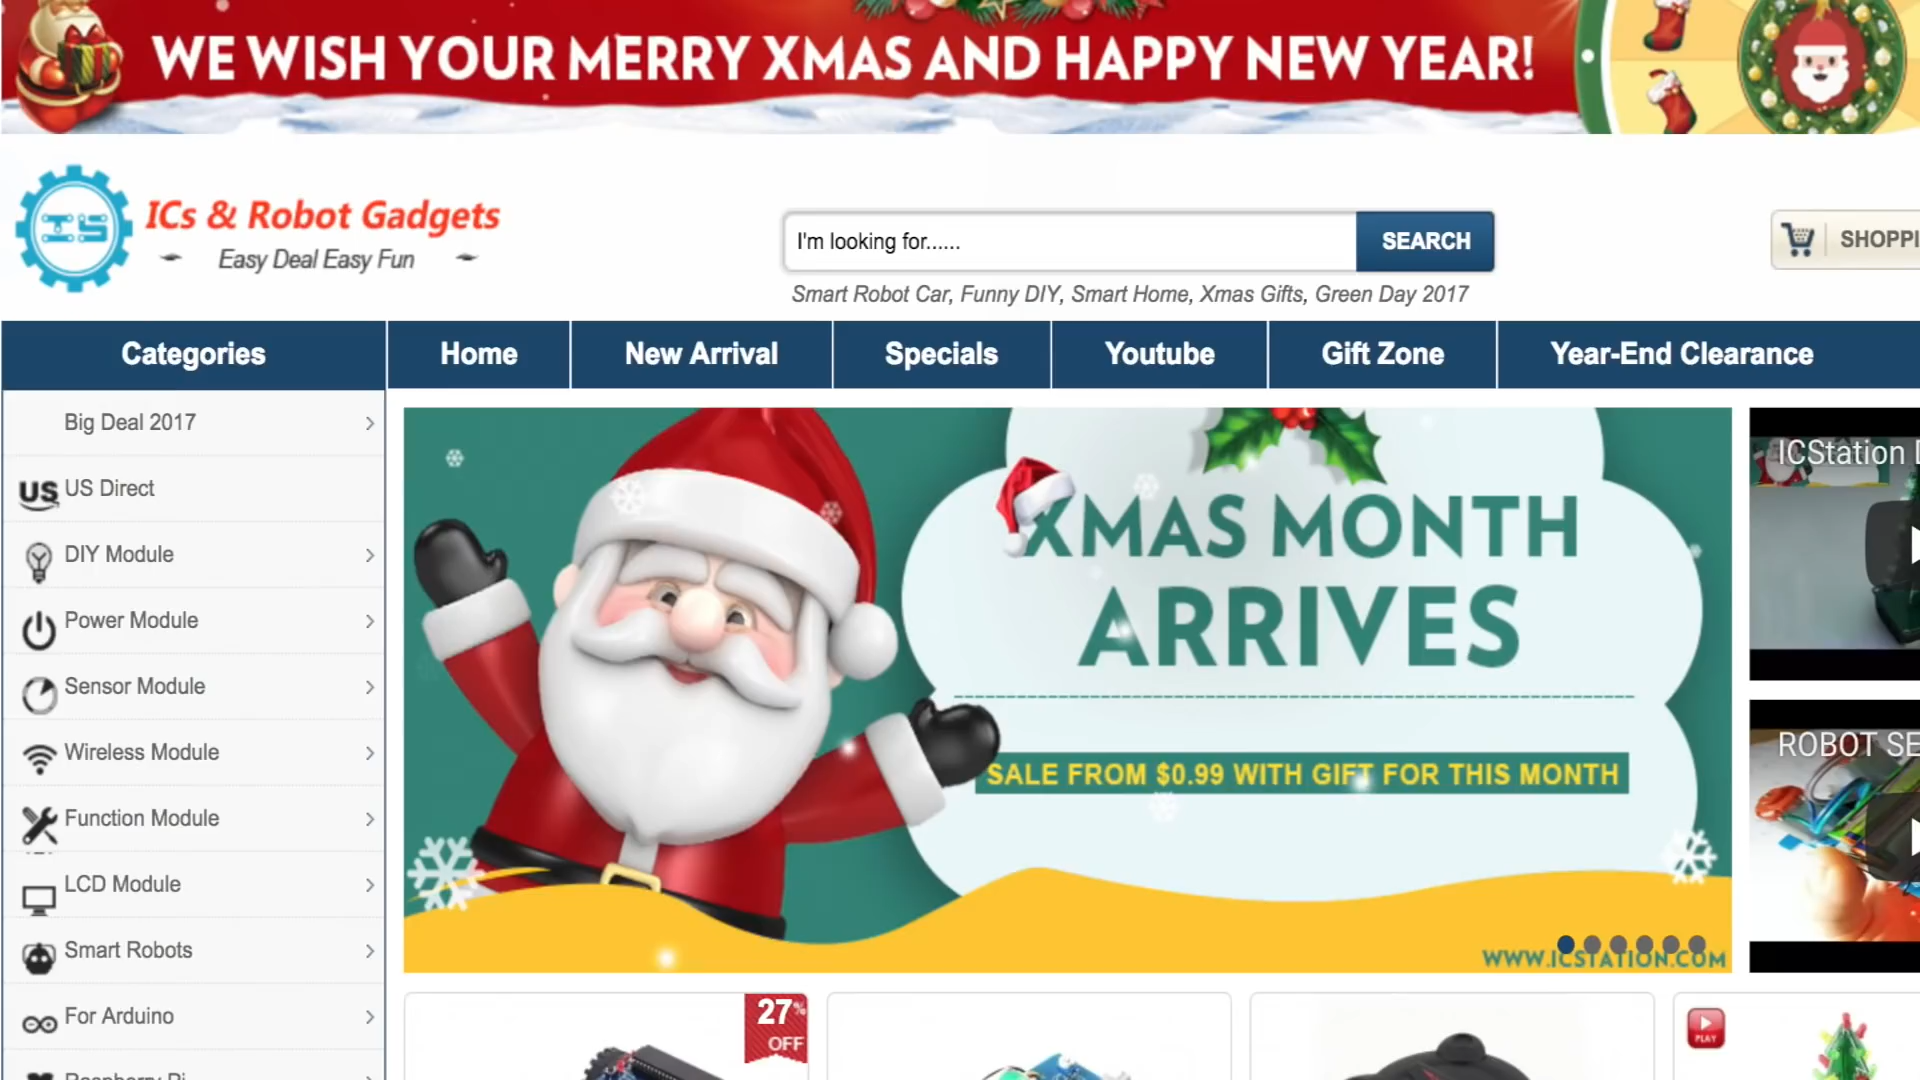 WE WISH YOUR MERRY XMAS AND HAPPY NEW YEAR!
IS
ICs & Robot Gadgets
Easy Deal Easy Fun
I'm looking for......
SEARCH
SHOPPI
Smart Robot Car, Funny DIY, Smart Home, Xmas Gifts, Green Day 2017
Categories
Home
New Arrival
Specials
Youtube
Gift Zone
Year-End Clearance
Big Deal 2017
US
US Direct
DIY Module
Power Module
Sensor Module
Wireless Module
Function Module
LCD Module
Smart Robots
For Arduino
Raspberry Pi
XMAS MONTH
ARRIVES
SALE FROM $0.99 WITH GIFT FOR THIS MONTH
WWW.ICSTATION.COM
ICStation D
ROBOT SE
27%
OFF
PLAY